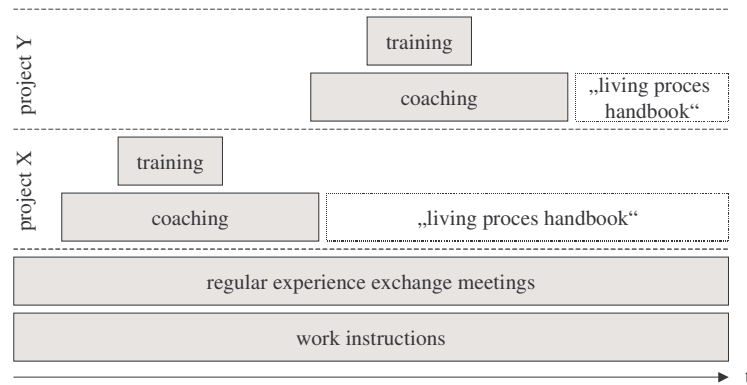 project Y
training
coaching
„living proces
handbook“
project X
training
coaching
„living proces handbook“
regular experience exchange meetings
work instructions
t